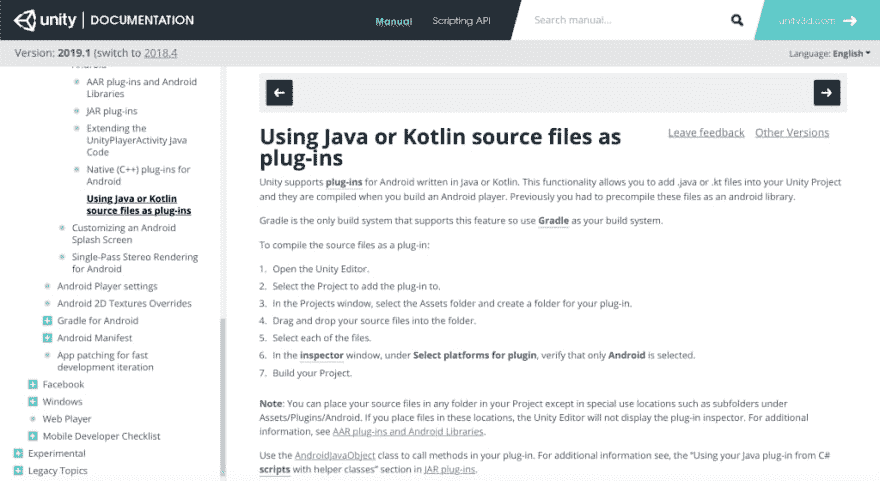 unity | DOCUMENTATION
Manual
Scripting API
Search manual...
unity3d.com
Version: 2019.1 (switch to 2018.4
Language: English
Android
AAR plug-ins and Android
Libraries
JAR plug-ins
Extending the
UnityPlayerActivity Java
Code
Native (C++) plug-ins for
Android
Using Java or Kotlin
source files as plug-ins
Customizing an Android
Splash Screen
Single-Pass Stereo Rendering
for Android
Android Player settings
Android 2D Textures Overrides
Gradle for Android
Android Manifest
App patching for fast
development iteration
Facebook
Windows
Web Player
Mobile Developer Checklist
Experimental
Legacy Topics
Using Java or Kotlin source files as
plug-ins
Leave feedback
Other Versions
Unity supports plug-ins for Android written in Java or Kotlin. This functionality allows you to add .java or .kt files into your Unity Project
and they are compiled when you build an Android player. Previously you had to precompile these files as an android library.
Gradle is the only build system that supports this feature so use Gradle as your build system.
To compile the source files as a plug-in:
1. Open the Unity Editor.
2. Select the Project to add the plug-in to.
3. In the Projects window, select the Assets folder and create a folder for your plug-in.
4. Drag and drop your source files into the folder.
5. Select each of the files.
6. In the inspector window, under Select platforms for plugin, verify that only Android is selected.
7. Build your Project.
Note: You can place your source files in any folder in your Project except in special use locations such as subfolders under
Assets/Plugins/Android. If you place files in these locations, the Unity Editor will not display the plug-in inspector. For additional
information, see AAR plug-ins and Android Libraries.
Use the AndroidJavaObject class to call methods in your plug-in. For additional information see, the "Using your Java plug-in from C#
scripts with helper classes" section in JAR plug-ins.